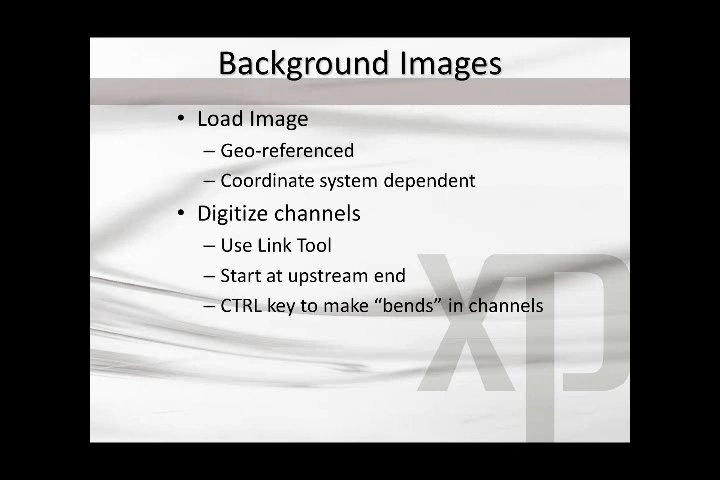 Background Images
• Load Image
– Geo-referenced
– Coordinate system dependent
• Digitize channels
– Use Link Tool
– Start at upstream end
– CTRL key to make “bends” in channels
xp